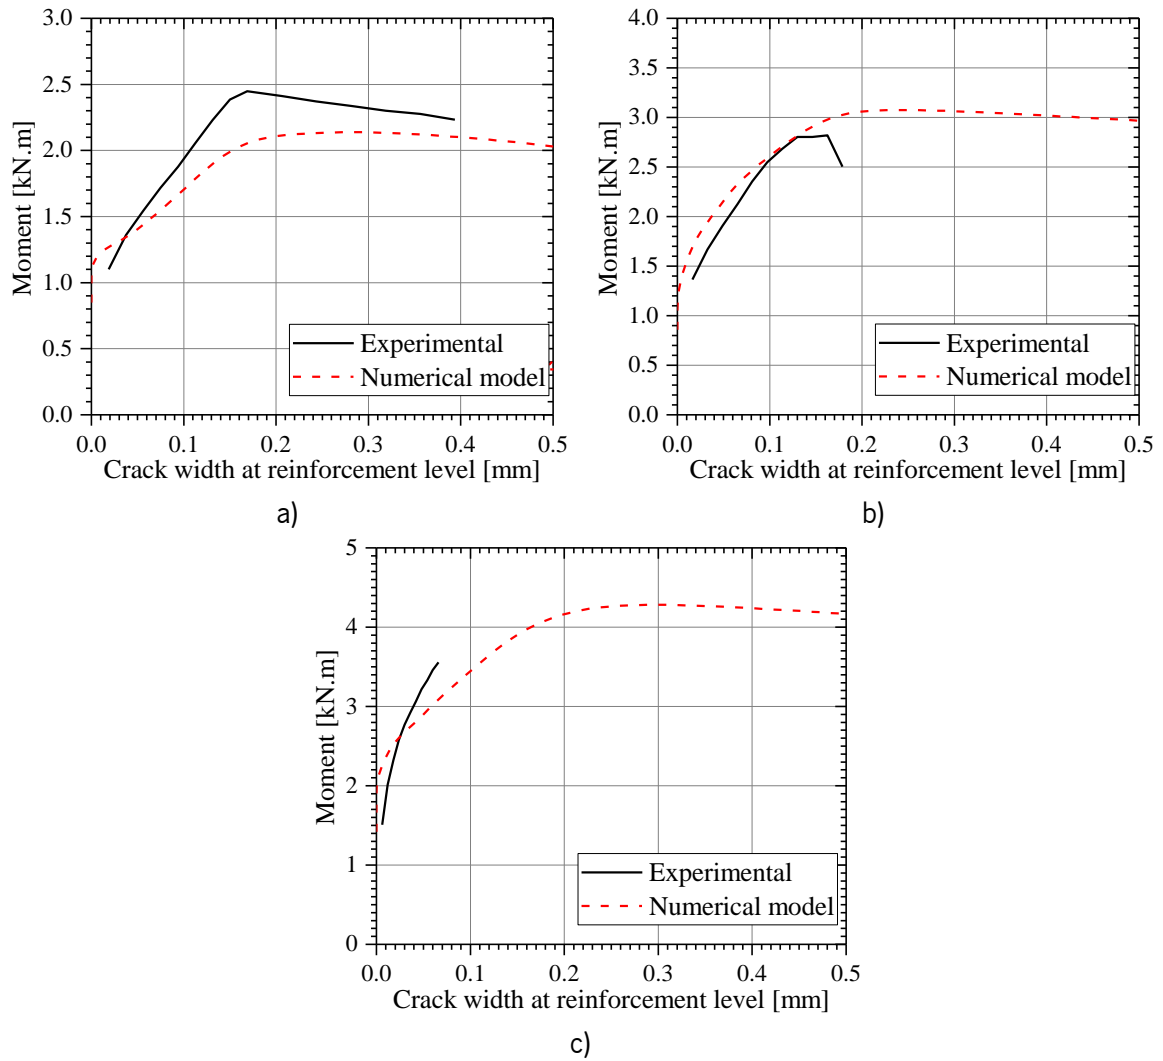 3.0
2.5
2.0
1.5
1.0
0.5
0.0
Moment [kN.m]
Experimental
Numerical model
0.0 0.1 0.2 0.3 0.4 0.5
Crack width at reinforcement level [mm]
a)
4.0
3.5
3.0
2.5
2.0
1.5
1.0
0.5
0.0
Moment [kN.m]
Experimental
Numerical model
0.0 0.1 0.2 0.3 0.4 0.5
Crack width at reinforcement level [mm]
b)
5
4
3
2
1
0
Moment [kN.m]
Experimental
Numerical model
0.0 0.1 0.2 0.3 0.4 0.5
Crack width at reinforcement level [mm]
c)